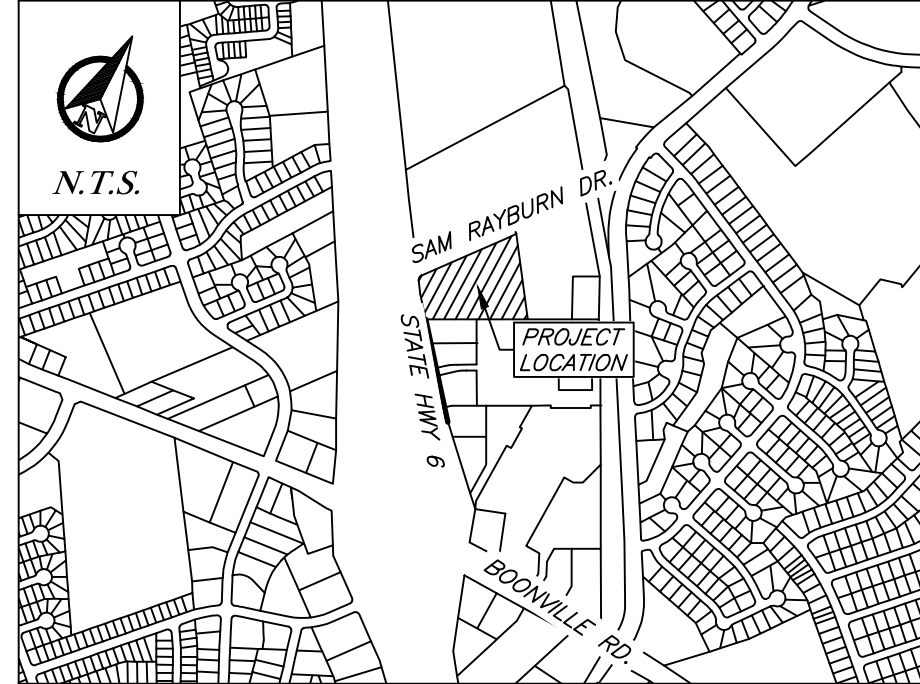 N
N.T.S.
SAM RAYBURN DR.
STATE HWY 6
PROJECT
LOCATION
BOONVILLE RD.